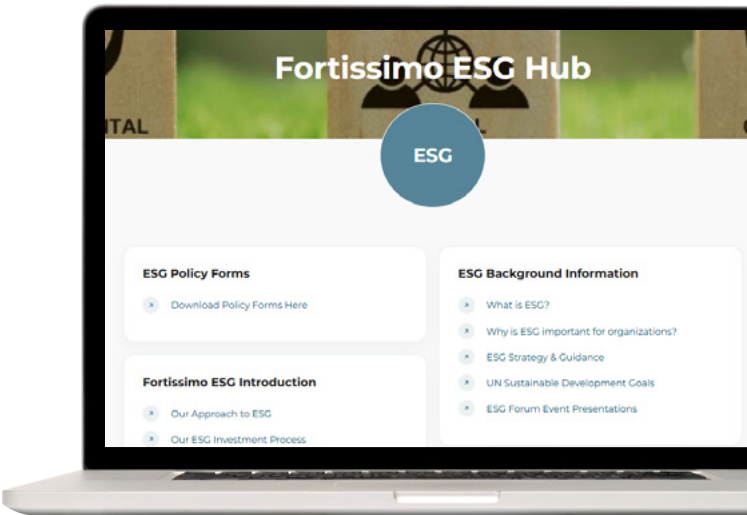 Fortissimo ESG Hub
TAL
L
ESG
ESG Policy Forms
Download Policy Forms Here
Fortissimo ESG Introduction
Our Approach to ESG
Our ESG Investment Process
ESG Background Information
What is ESG?
Why is ESG important for organizations?
ESG Strategy & Guidance
UN Sustainable Development Goals
ESG Forum Event Presentations